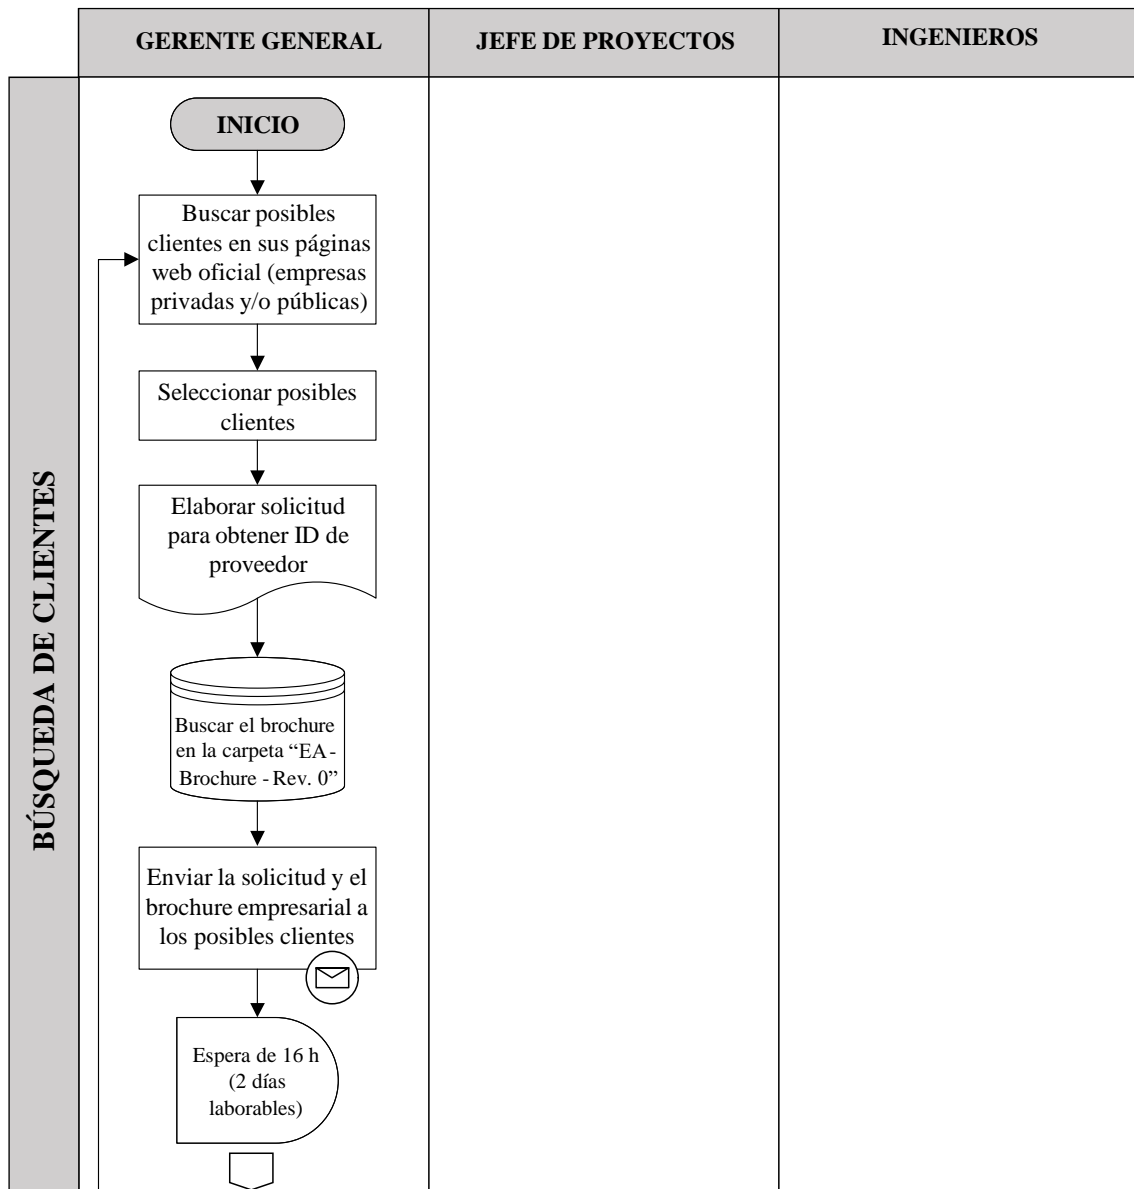 GERENTE GENERAL
JEFE DE PROYECTOS
INGENIEROS
BÚSQUEDA DE CLIENTES
INICIO
Buscar posibles
clientes en sus páginas
web oficial (empresas
privadas y/o públicas)
Seleccionar posibles
clientes
Elaborar solicitud
para obtener ID de
proveedor
Buscar el brochure
en la carpeta “EA-
Brochure - Rev. 0”
Enviar la solicitud y el
brochure empresarial a
los posibles clientes
Espera de 16 h
(2 días
laborables)